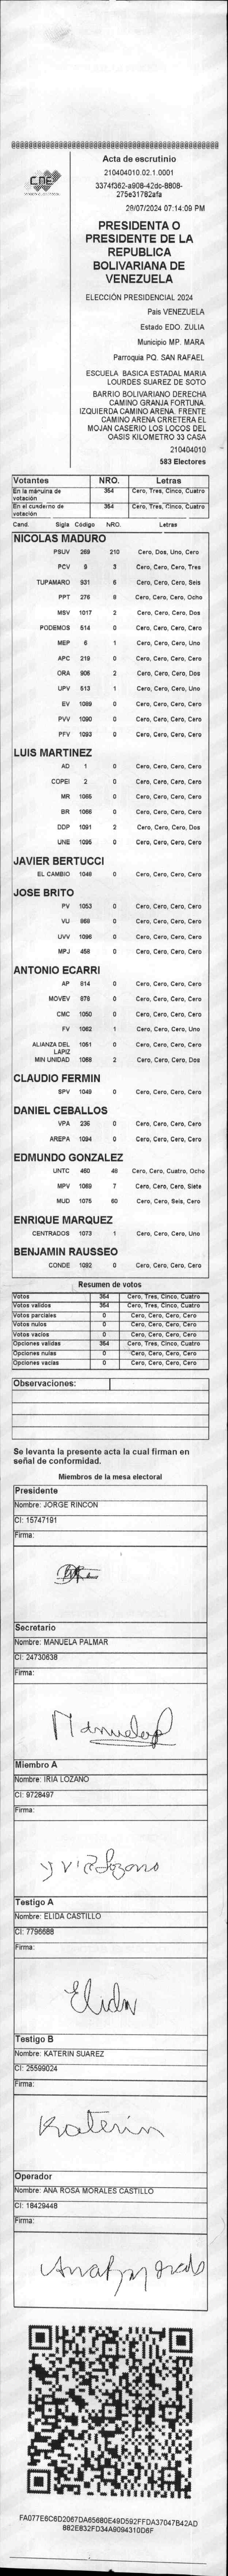 CNE
Acta de escrutinio
210404010.02.1.0001
3374f362-a908-42dc-8808-
275e31762afa
28/07/2024 07:14:09 PM
PRESIDENTA O
PRESIDENTE DE LA
REPUBLICA
BOLIVARIANA DE
VENEZUELA
ELECCIÓN PRESIDENCIAL 2024
Pais VENEZUELA
Estado EDO. ZULIA
Municipio MP. MARA
Parroquia PQ. SAN RAFAEL
ESCUELA BASICA ESTADAL MARIA
LOURDES SUAREZ DE SOTO
BARRIO BOLIVARIANO DERECHA
CAMINO GRANJA FORTUNA.
IZQUIERDA CAMINO ARENA. FRENTE
CAMINO ARENA CRRETERA EL
MOJAN CASERIO LOS LOCOS DEL
OASIS KILOMETRO 33 CASA
210404010
583 Electores
Votantes NRO. Letras
En la máquina de votación 354 Cero, Tres, Cinco, Cuatro
En el cuaderno de votación 354 Cero, Tres, Cinco, Cuatro
Cand. Sigla Código NRO. Letras
NICOLAS MADURO
PSUV 269 210 Cero, Dos, Uno, Cero
PCV 9 3 Cero, Cero, Cero, Tres
TUPAMARO 931 6 Cero, Cero, Cero, Seis
PPT 276 8 Cero, Cero, Cero, Ocho
MSV 1017 2 Cero, Cero, Cero, Dos
PODEMOS 514 0 Cero, Cero, Cero, Cero
MEP 6 1 Cero, Cero, Cero, Uno
APC 219 0 Cero, Cero, Cero, Cero
ORA 906 2 Cero, Cero, Cero, Dos
UPV 513 1 Cero, Cero, Cero, Uno
EV 1089 0 Cero, Cero, Cero, Cero
PVV 1090 0 Cero, Cero, Cero, Cero
PFV 1093 0 Cero, Cero, Cero, Cero
LUIS MARTINEZ
AD 1 0 Cero, Cero, Cero, Cero
COPEI 2 0 Cero, Cero, Cero, Cero
MR 1065 0 Cero, Cero, Cero, Cero
BR 1066 0 Cero, Cero, Cero, Cero
DDP 1091 2 Cero, Cero, Cero, Dos
UNE 1095 0 Cero, Cero, Cero, Cero
JAVIER BERTUCCI
EL CAMBIO 1046 0 Cero, Cero, Cero, Cero
JOSE BRITO
PV 1053 0 Cero, Cero, Cero, Cero
VU 868 0 Cero, Cero, Cero, Cero
UVV 1096 0 Cero, Cero, Cero, Cero
MPJ 458 0 Cero, Cero, Cero, Cero
ANTONIO ECARRI
AP 814 0 Cero, Cero, Cero, Cero
MOVEV 878 0 Cero, Cero, Cero, Cero
CMC 1050 0 Cero, Cero, Cero, Cero
FV 1062 1 Cero, Cero, Cero, Uno
ALIANZA DEL LAPIZ 1051 0 Cero, Cero, Cero, Cero
MIN UNIDAD 1068 2 Cero, Cero, Cero, Dos
CLAUDIO FERMIN
SPV 1049 0 Cero, Cero, Cero, Cero
DANIEL CEBALLOS
VPA 236 0 Cero, Cero, Cero, Cero
AREPA 1094 0 Cero, Cero, Cero, Cero
EDMUNDO GONZALEZ
UNTC 460 48 Cero, Cero, Cuatro, Ocho
MPV 1069 7 Cero, Cero, Cero, Siete
MUD 1075 60 Cero, Cero, Seis, Cero
ENRIQUE MARQUEZ
CENTRADOS 1073 1 Cero, Cero, Cero, Uno
BENJAMIN RAUSSEO
CONDE 1092 0 Cero, Cero, Cero, Cero
Resumen de votos
Votos 354 Cero, Tres, Cinco, Cuatro
Votos validos 354 Cero, Tres, Cinco, Cuatro
Votos parciales 0 Cero, Cero, Cero, Cero
Votos nulos 0 Cero, Cero, Cero, Cero
Votos vacios 0 Cero, Cero, Cero, Cero
Opciones validas 354 Cero, Tres, Cinco, Cuatro
Opciones nulas 0 Cero, Cero, Cero, Cero
Opciones vacias 0 Cero, Cero, Cero, Cero
Observaciones:
Se levanta la presente acta la cual firman en
señal de conformidad.
Miembros de la mesa electoral
Presidente
Nombre: JORGE RINCON
CI: 15747191
Firma:
Secretario
Nombre: MANUELA PALMAR
CI: 24730638
Firma:
Manuelap
Miembro A
Nombre: IRIA LOZANO
CI: 9728497
Firma:
Testigo A
Nombre: ELIDA CASTILLO
CI: 7796688
Firma:
Elida
Testigo B
Nombre: KATERIN SUAREZ
CI: 25599024
Firma:
Katerin
Operador
Nombre: ANA ROSA MORALES CASTILLO
CI: 18429448
Firma:
FA077E6C6D2067DA65680E49D592FFDA37047B42AD
882E832FD34A9094310D6F